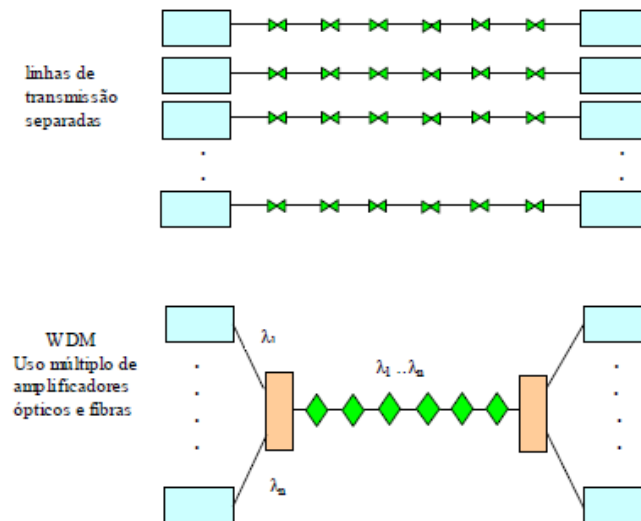 linhas de
transmissão
separadas
WDM
Uso múltiplo de
amplificadores
ópticos e fibras
λ₁
λ₁ ..λₙ
λₙ